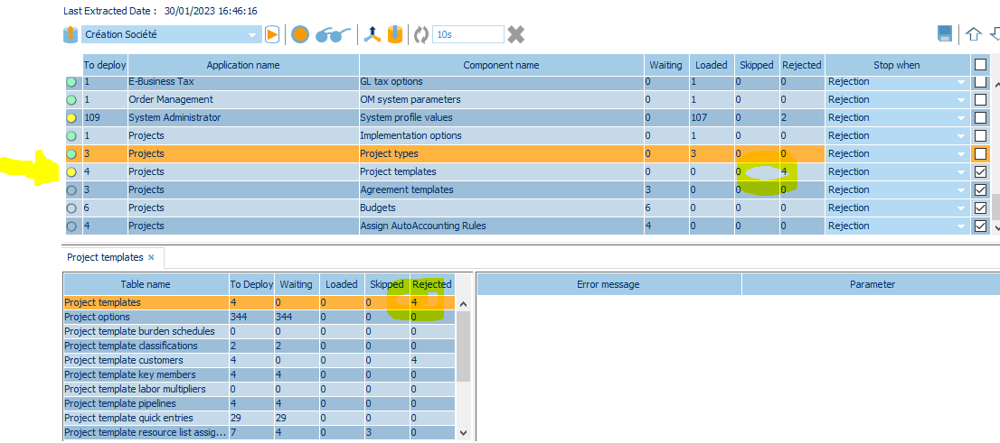 Last Extracted Date : 30/01/2023 16:46:16
Création Société 10s
To deploy Application name Component name Waiting Loaded Skipped Rejected Stop when
1 E-Business Tax GL tax options 0 1 0 0 Rejection
1 Order Management OM system parameters 0 1 0 0 Rejection
109 System Administrator System profile values 0 107 0 2 Rejection
1 Projects Implementation options 0 1 0 0 Rejection
3 Projects Project types 0 3 0 0 Rejection
4 Projects Project templates 0 0 0 4 Rejection
3 Projects Agreement templates 3 0 0 0 Rejection
6 Projects Budgets 6 0 0 0 Rejection
4 Projects Assign AutoAccounting Rules 4 0 0 0 Rejection
Project templates ×
Table name To Deploy Waiting Loaded Skipped Rejected Error message Parameter
Project templates 4 0 0 0 4
Project options 344 344 0 0 0
Project template burden schedules 0 0 0 0 0
Project template classifications 2 2 0 0 0
Project template customers 4 0 0 0 4
Project template key members 4 4 0 0 0
Project template labor multipliers 0 0 0 0 0
Project template pipelines 4 4 0 0 0
Project template quick entries 29 29 0 0 0
Project template resource list assig... 7 4 0 3 0